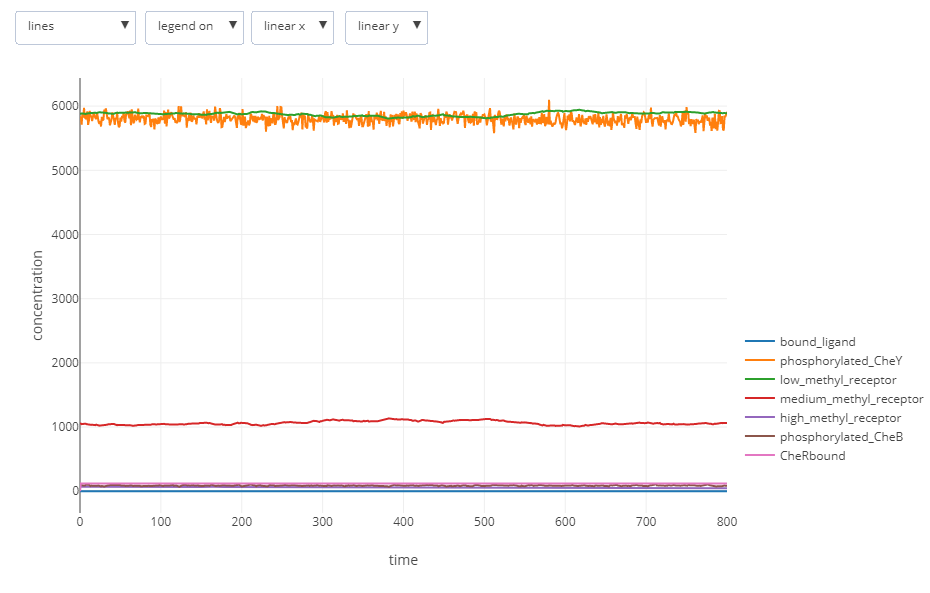 lines ▼ legend on ▼ linear x ▼ linear y ▼
concentration
6000
5000
4000
3000
2000
1000
0
0 100 200 300 400 500 600 700 800
time
bound_ligand
phosphorylated_CheY
low_methyl_receptor
medium_methyl_receptor
high_methyl_receptor
phosphorylated_CheB
CheRbound